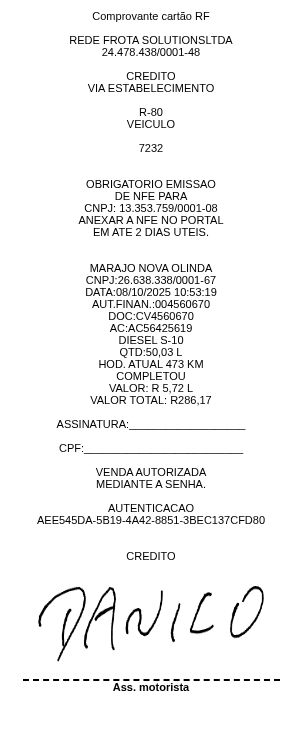 Comprovante cartão RF
REDE FROTA SOLUTIONSLTDA
24.478.438/0001-48
CREDITO
VIA ESTABELECIMENTO
R-80
VEICULO
7232
OBRIGATORIO EMISSAO
DE NFE PARA
CNPJ: 13.353.759/0001-08
ANEXAR A NFE NO PORTAL
EM ATE 2 DIAS UTEIS.
MARAJO NOVA OLINDA
CNPJ:26.638.338/0001-67
DATA:08/10/2025 10:53:19
AUT.FINAN.:004560670
DOC:CV4560670
AC:AC56425619
DIESEL S-10
QTD:50,03 L
HOD. ATUAL 473 KM
COMPLETOU
VALOR: R 5,72 L
VALOR TOTAL: R286,17
ASSINATURA:___________________
CPF:__________________________
VENDA AUTORIZADA
MEDIANTE A SENHA.
AUTENTICACAO
AEE545DA-5B19-4A42-8851-3BEC137CFD80
CREDITO
DANILO
Ass. motorista